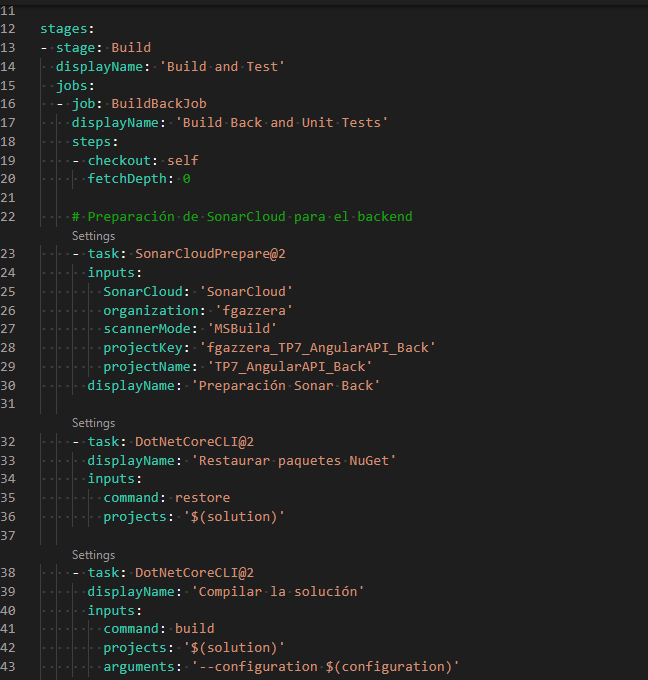 11
12 stages:
13 - stage: Build
14   displayName: 'Build and Test'
15   jobs:
16   - job: BuildBackJob
17     displayName: 'Build Back and Unit Tests'
18     steps:
19     - checkout: self
20       fetchDepth: 0
21
22     # Preparación de SonarCloud para el backend
Settings
23     - task: SonarCloudPrepare@2
24       inputs:
25         SonarCloud: 'SonarCloud'
26         organization: 'fgazzera'
27         scannerMode: 'MSBuild'
28         projectKey: 'fgazzera_TP7_AngularAPI_Back'
29         projectName: 'TP7_AngularAPI_Back'
30       displayName: 'Preparación Sonar Back'
31
Settings
32     - task: DotNetCoreCLI@2
33       displayName: 'Restaurar paquetes NuGet'
34       inputs:
35         command: restore
36         projects: '$(solution)'
37
Settings
38     - task: DotNetCoreCLI@2
39       displayName: 'Compilar la solución'
40       inputs:
41         command: build
42         projects: '$(solution)'
43         arguments: '--configuration $(configuration)'